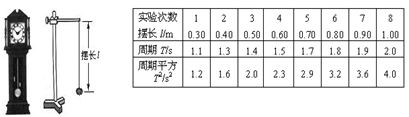 摆长l
实验次数 1 2 3 4 5 6 7 8
摆长 l/m 0.30 0.40 0.50 0.60 0.70 0.80 0.90 1.00
周期 T/s 1.1 1.3 1.4 1.5 1.7 1.8 1.9 2.0
周期平方 1.2 1.6 2.0 2.3 2.9 3.2 3.6 4.0
T²/s²